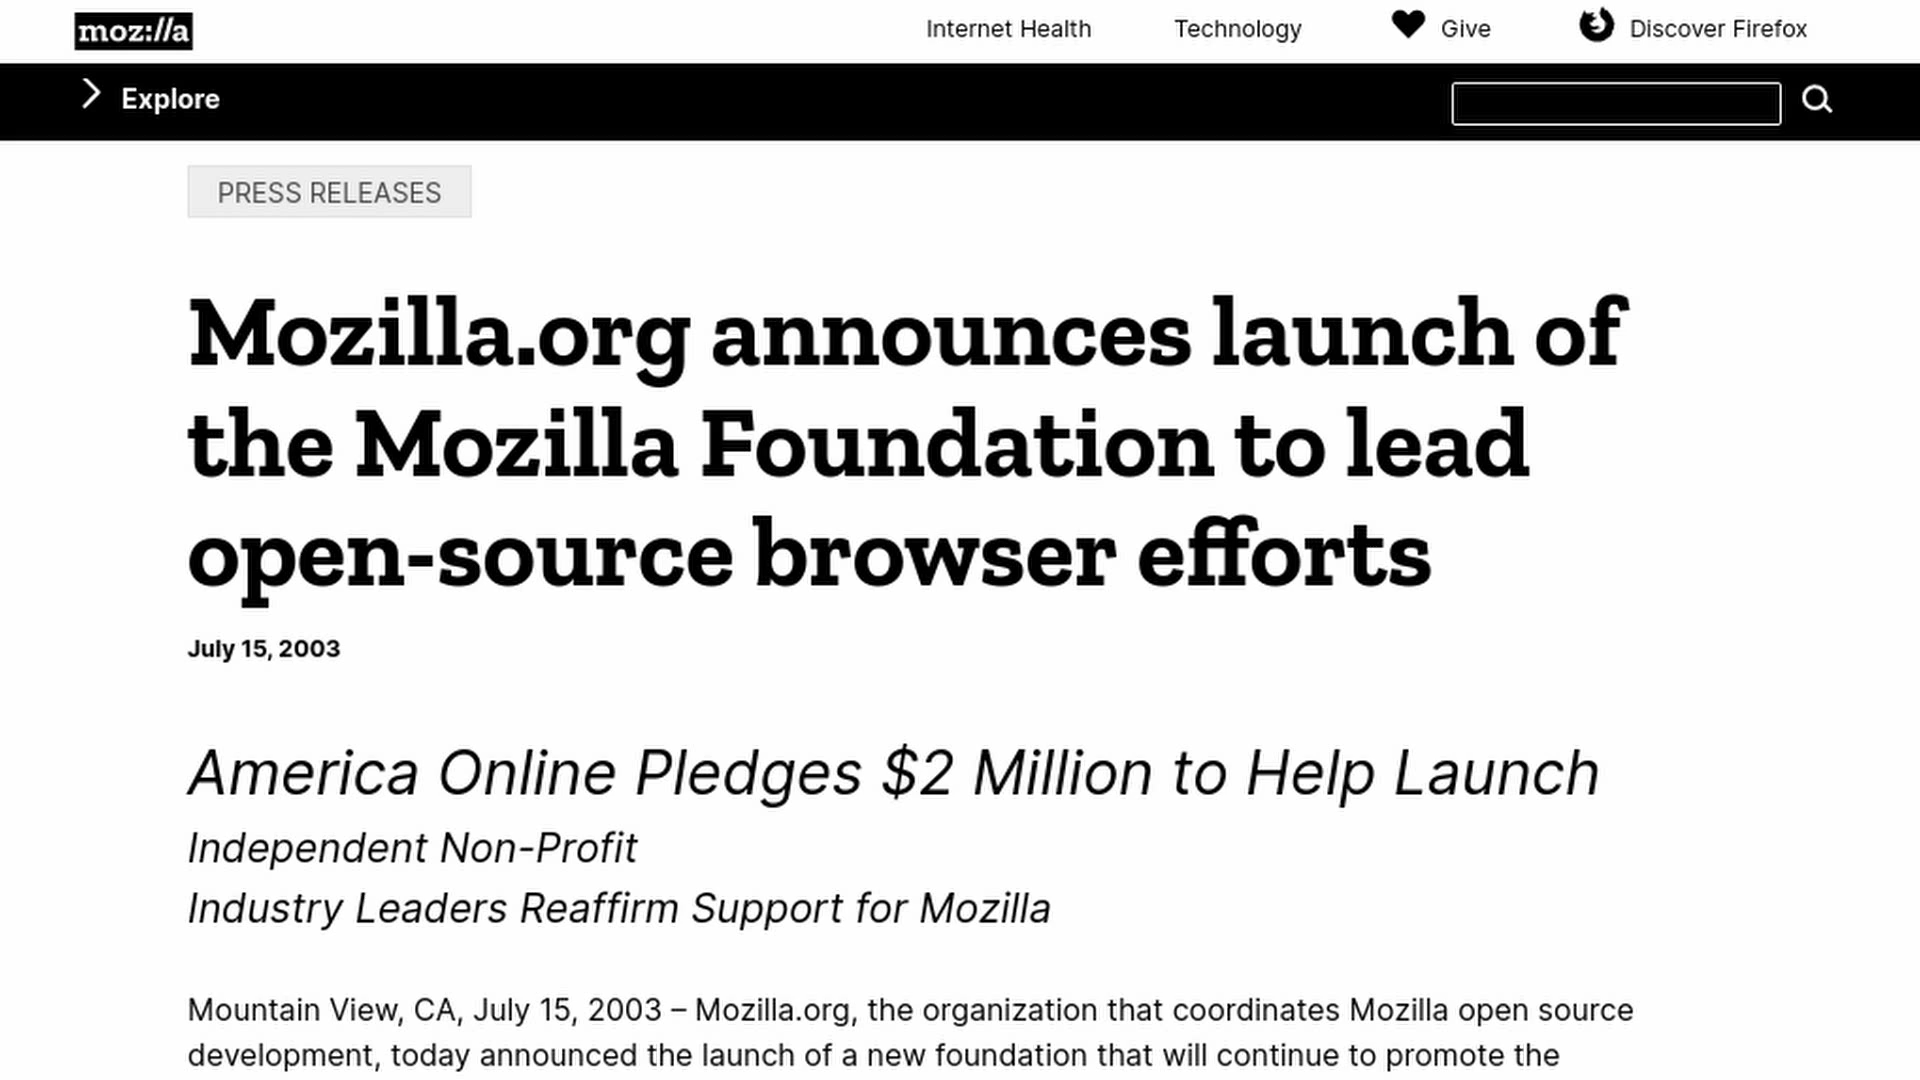 moz://a
Internet Health
Technology
Give
Discover Firefox
Explore
PRESS RELEASES
Mozilla.org announces launch of
the Mozilla Foundation to lead
open-source browser efforts
July 15, 2003
America Online Pledges $2 Million to Help Launch
Independent Non-Profit
Industry Leaders Reaffirm Support for Mozilla
Mountain View, CA, July 15, 2003 – Mozilla.org, the organization that coordinates Mozilla open source
development, today announced the launch of a new foundation that will continue to promote the